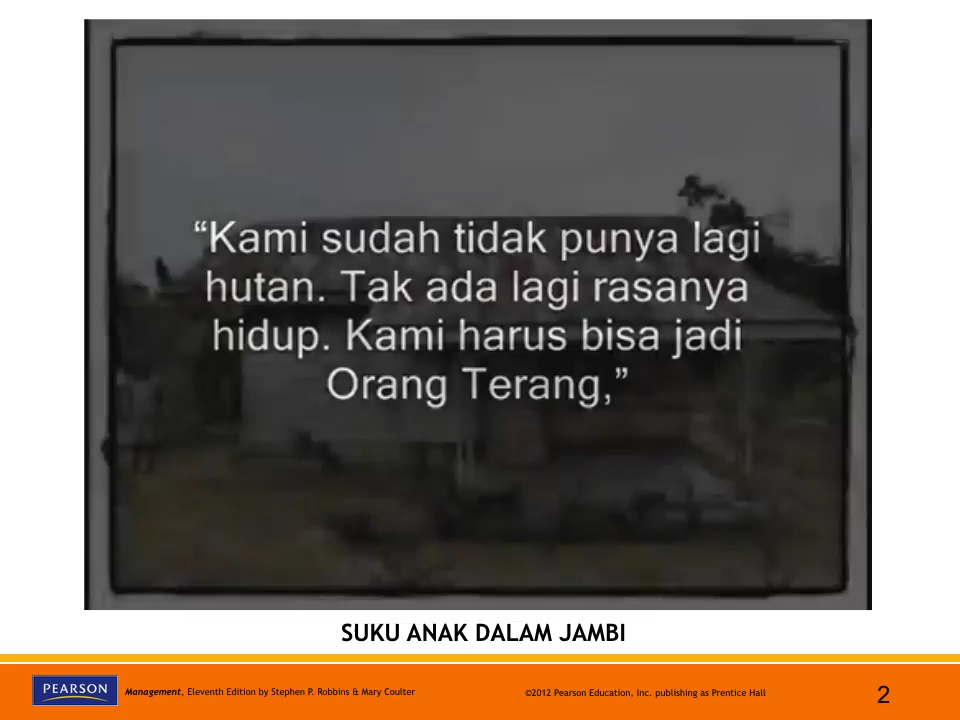 “Kami sudah tidak punya lagi
hutan. Tak ada lagi rasanya
hidup. Kami harus bisa jadi
Orang Terang,”
SUKU ANAK DALAM JAMBI
PEARSON
Management, Eleventh Edition by Stephen P. Robbins & Mary Coulter
©2012 Pearson Education, Inc. publishing as Prentice Hall
2